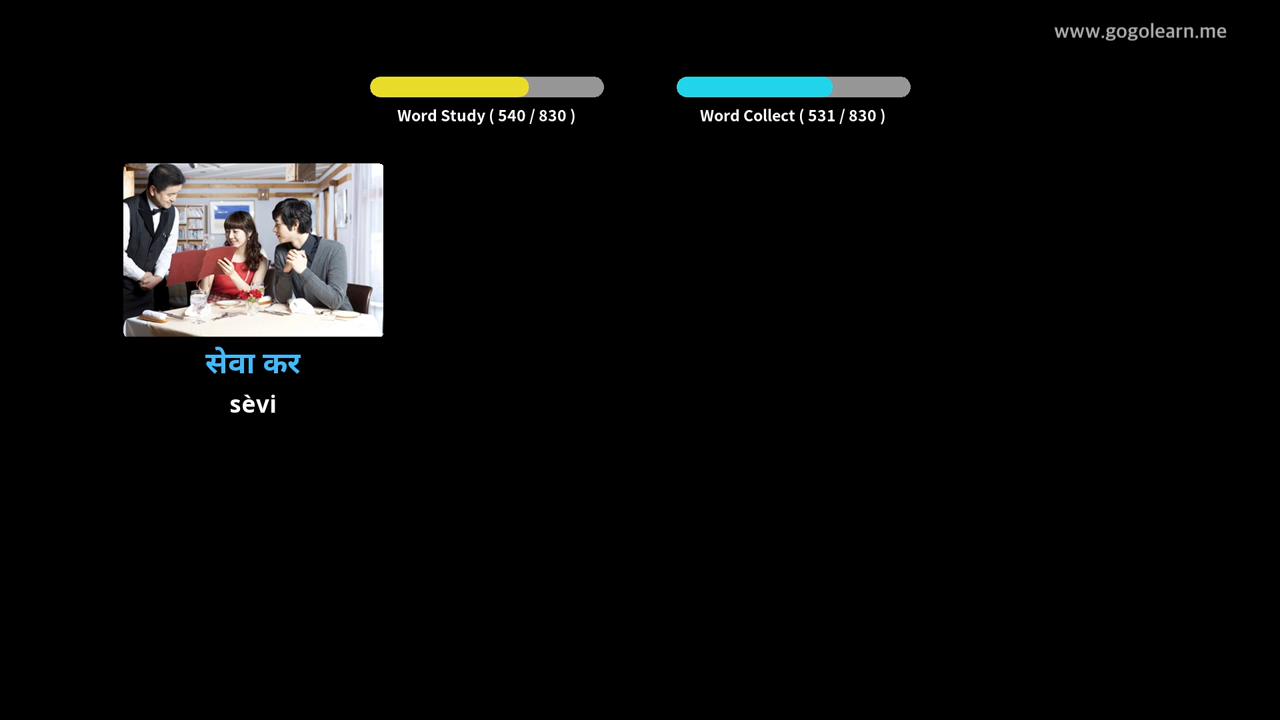 www.gogolearn.me
Word Study ( 540 / 830 )
Word Collect ( 531 / 830 )
सेवा कर
sèvi